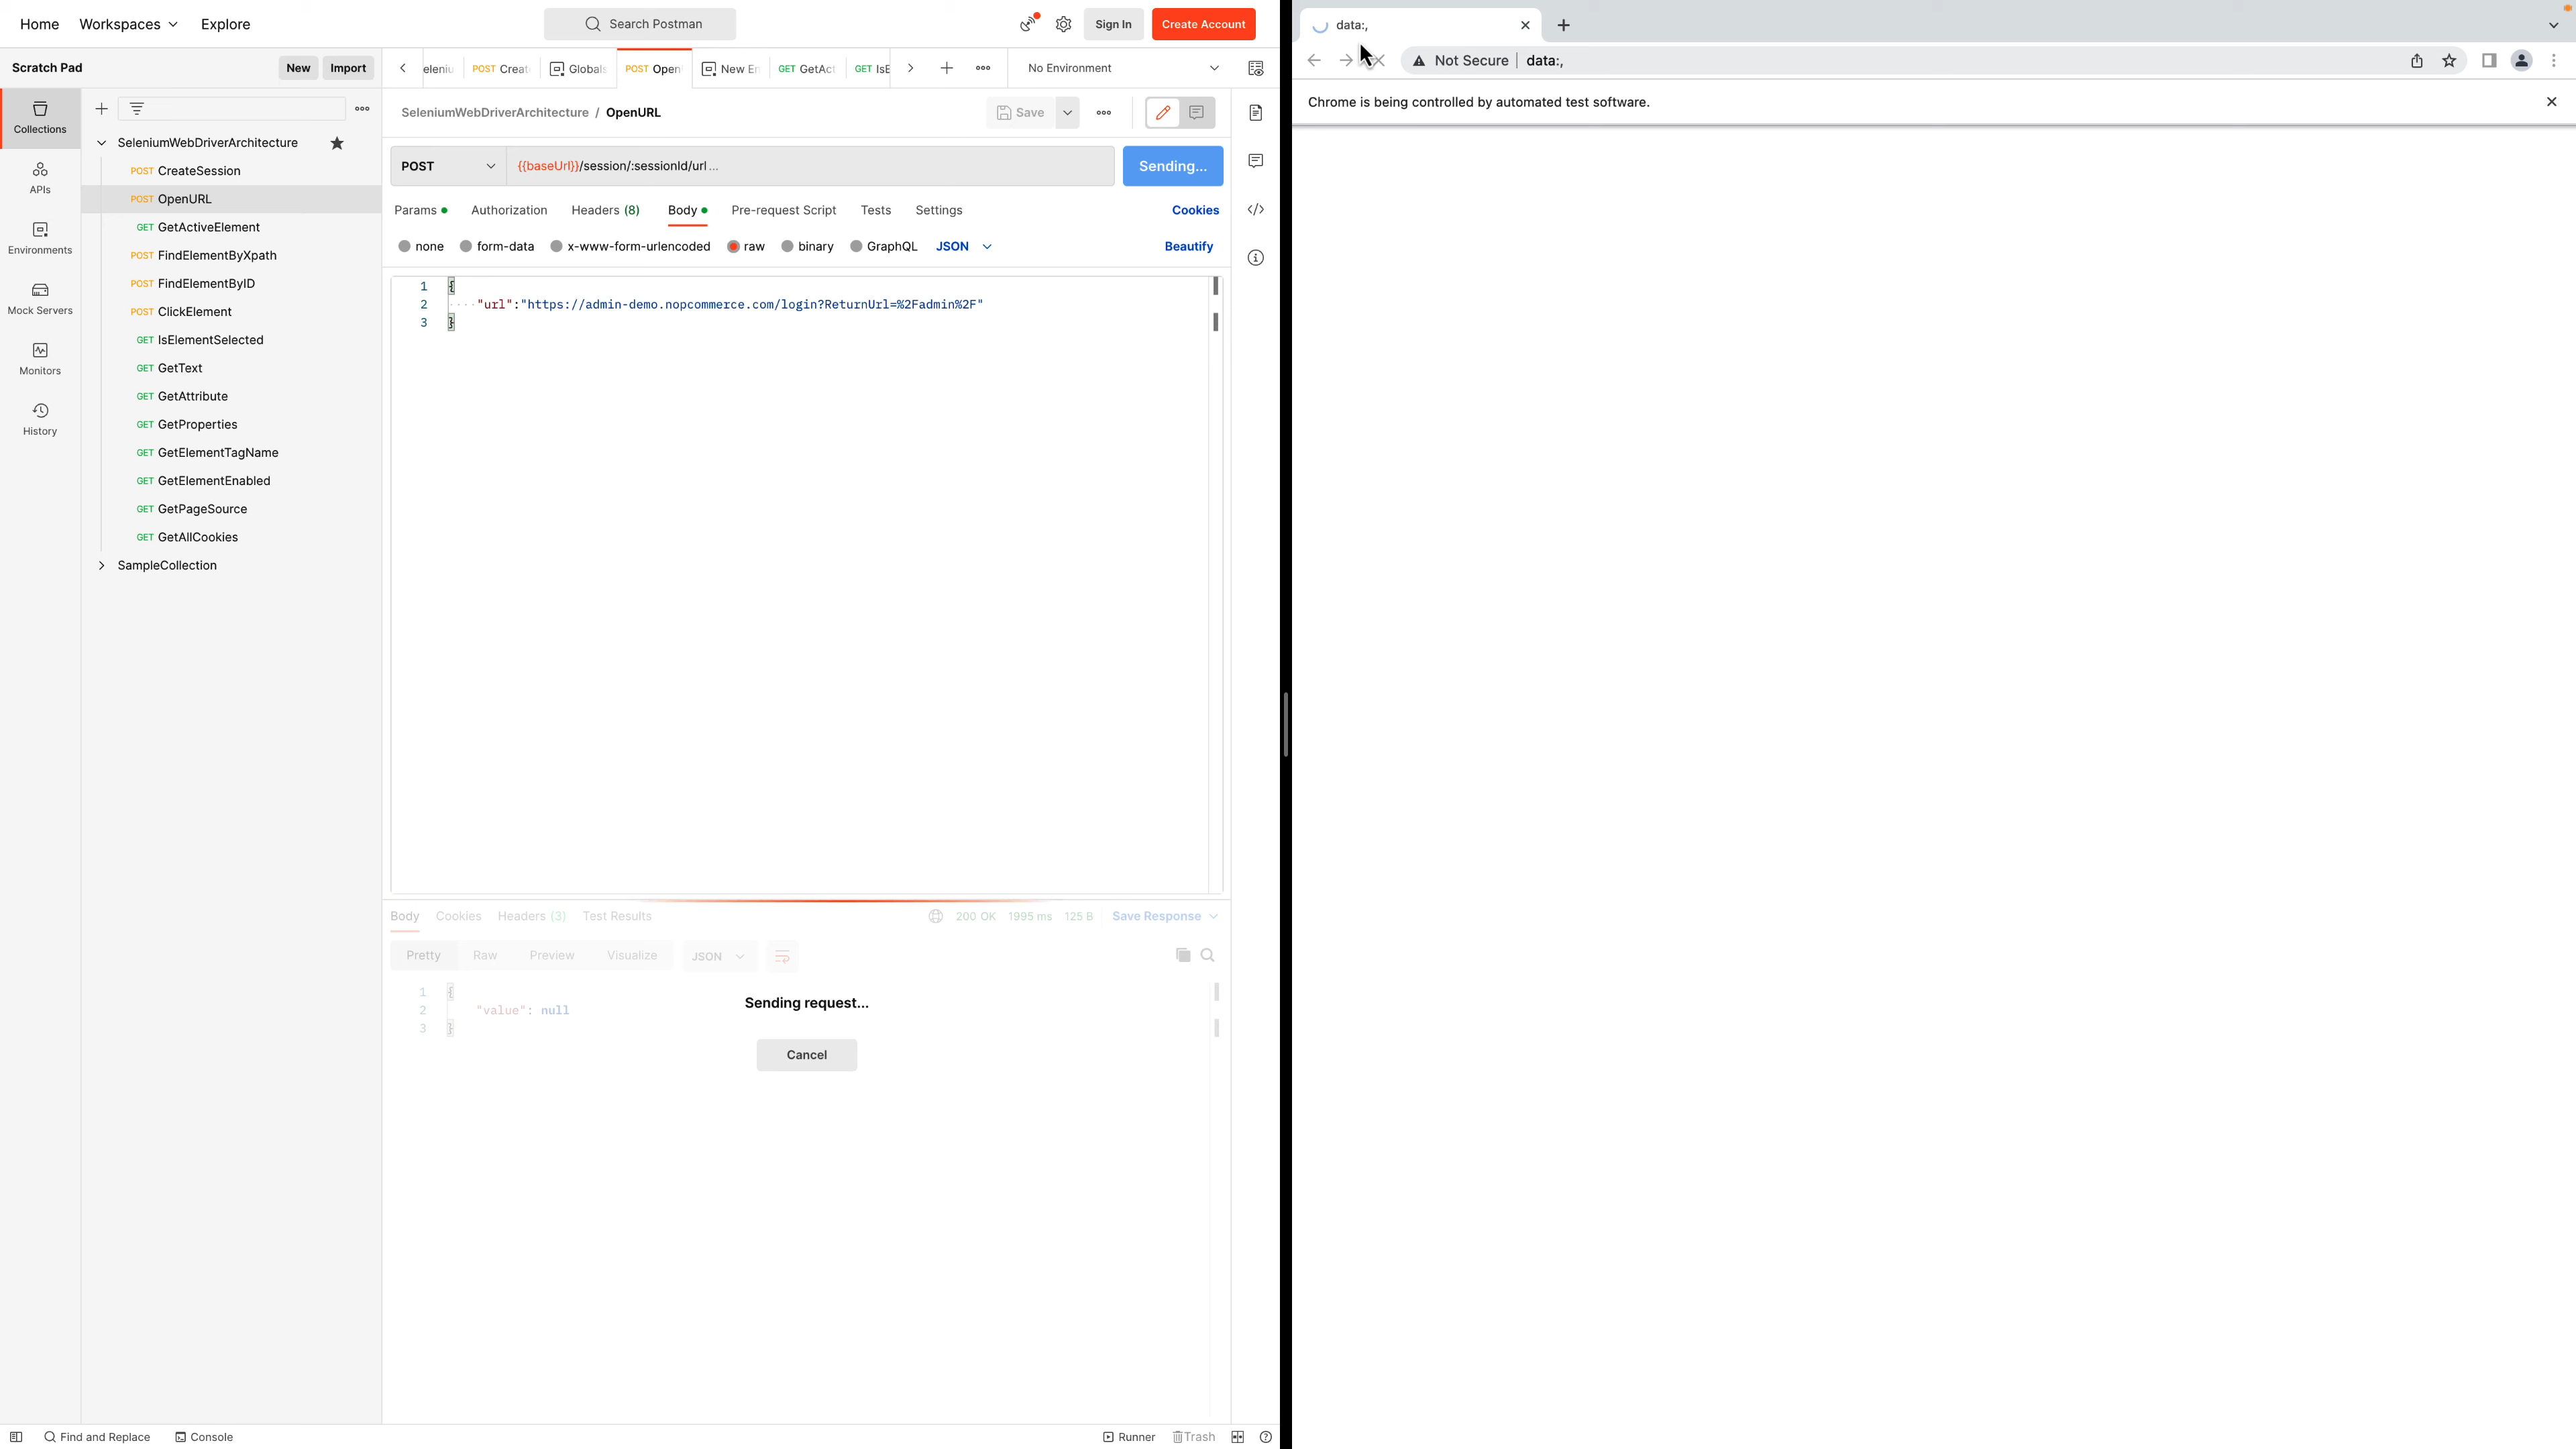 Home Workspaces Explore Search Postman Sign In Create Account
Scratch Pad New Import
eleniu POST Creat Globals POST Open New En GET GetAct GET IsE No Environment
SeleniumWebDriverArchitecture / OpenURL Save
POST {{baseUrl}}/session/:sessionId/url ... Sending...
Params Authorization Headers (8) Body Pre-request Script Tests Settings Cookies
none form-data x-www-form-urlencoded raw binary GraphQL JSON Beautify
1 {
2 "url":"https://admin-demo.nopcommerce.com/login?ReturnUrl=%2Fadmin%2F"
3 }
Collections
APIs
Environments
Mock Servers
Monitors
History
SeleniumWebDriverArchitecture
POST CreateSession
POST OpenURL
GET GetActiveElement
POST FindElementByXpath
POST FindElementByID
POST ClickElement
GET IsElementSelected
GET GetText
GET GetAttribute
GET GetProperties
GET GetElementTagName
GET GetElementEnabled
GET GetPageSource
GET GetAllCookies
SampleCollection
Body Cookies Headers (3) Test Results 200 OK 1995 ms 125 B Save Response
Pretty Raw Preview Visualize JSON
1 {
2 "value": null
3 }
Sending request...
Cancel
Find and Replace Console Runner Trash
data:,
Not Secure data:,
Chrome is being controlled by automated test software.